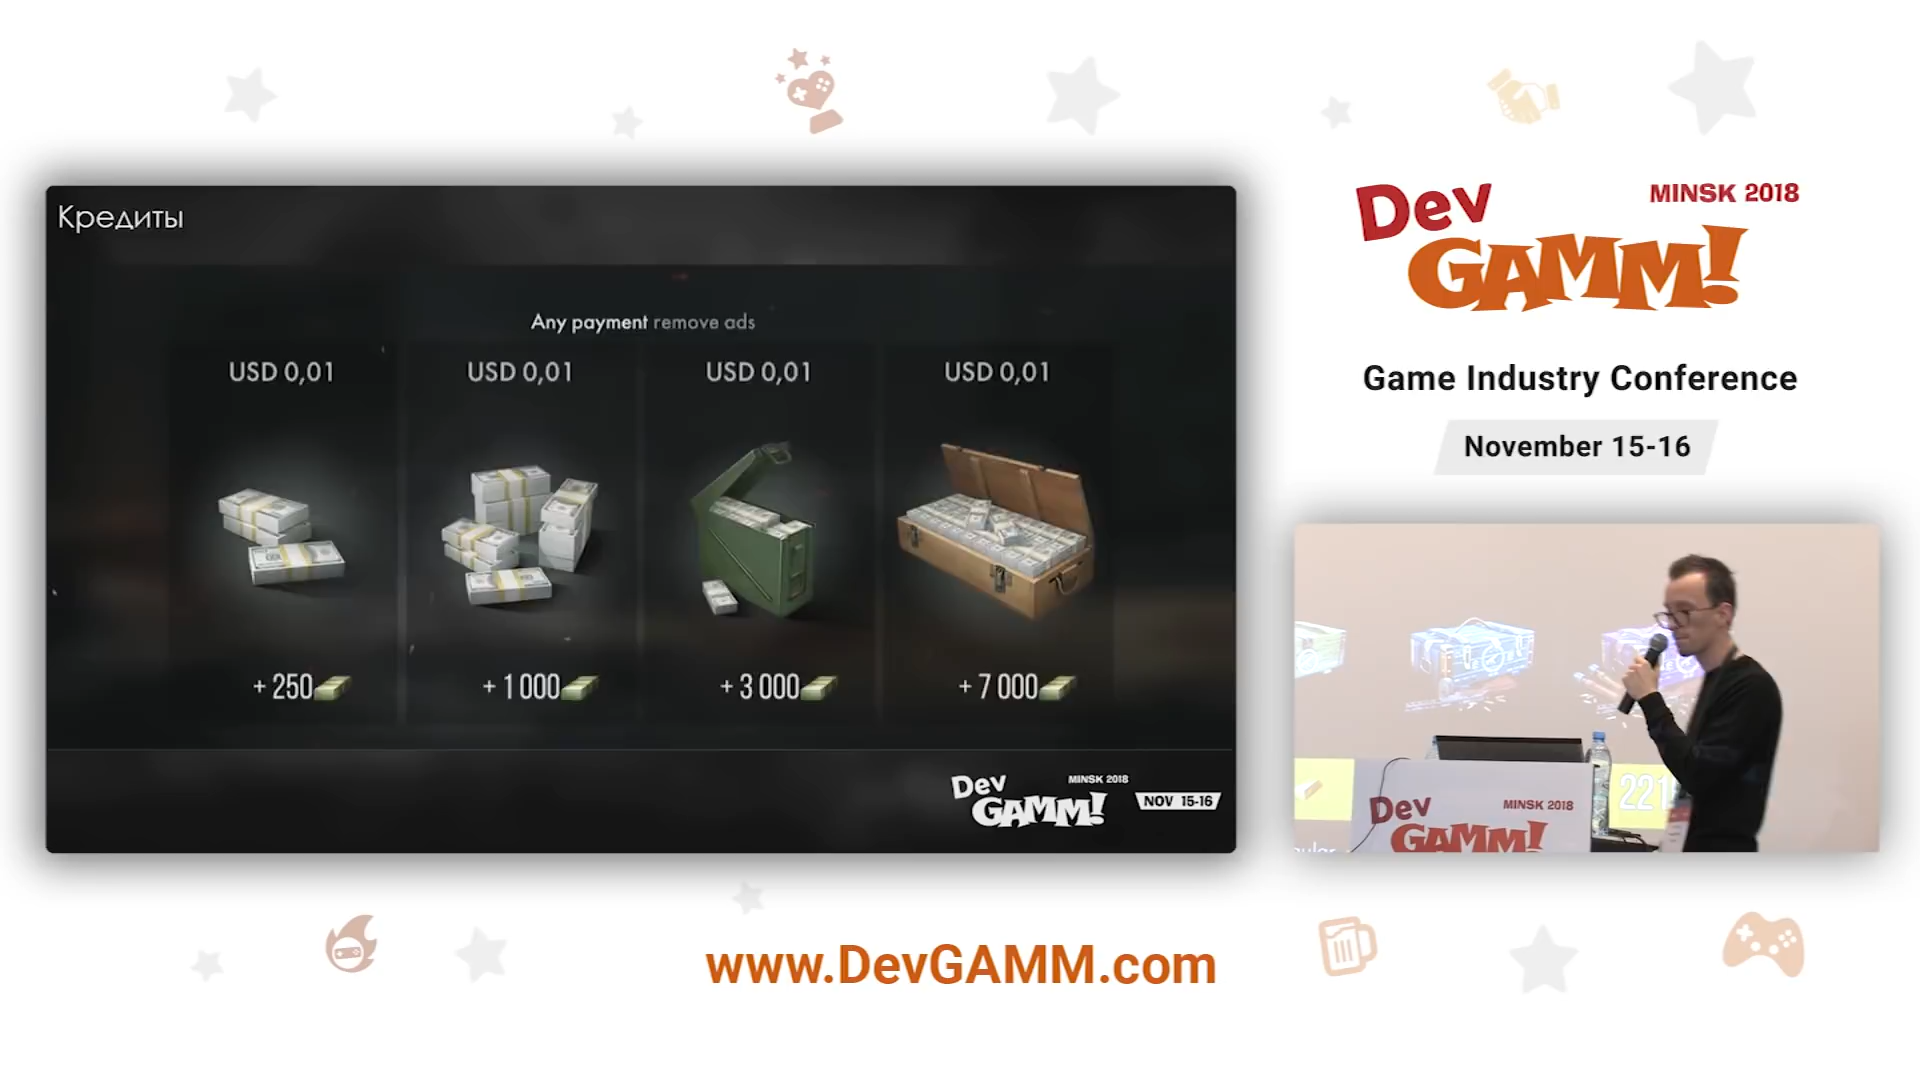 Кредиты
Any payment remove ads
USD 0,01
USD 0,01
USD 0,01
USD 0,01
+ 250
+ 1 000
+ 3 000
+ 7 000
Dev
GAMM!
MINSK 2018
NOV 15-16
Dev
GAMM!
MINSK 2018
Game Industry Conference
November 15-16
221
Dev
GAMM!
MINSK 2018
www.DevGAMM.com